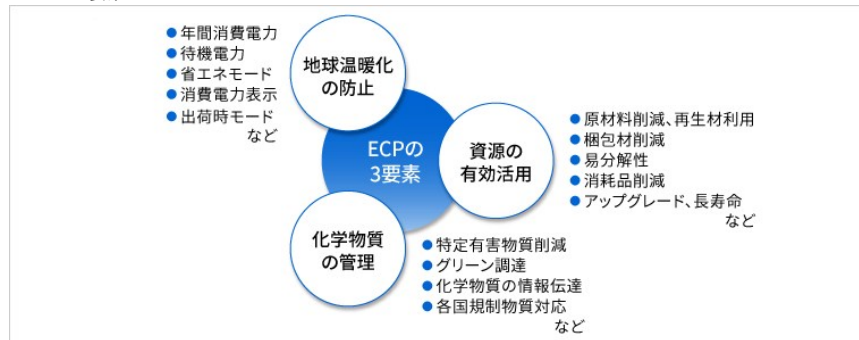 ● 年間消費電力
● 待機電力
● 省エネモード
● 消費電力表示
● 出荷時モード
など
地球温暖化
の防止
ECPの
3要素
資源の
有効活用
● 原材料削減、再生材利用
● 梱包材削減
● 易分解性
● 消耗品削減
● アップグレード、長寿命
など
化学物質
の管理
● 特定有害物質削減
● グリーン調達
● 化学物質の情報伝達
● 各国規制物質対応
など